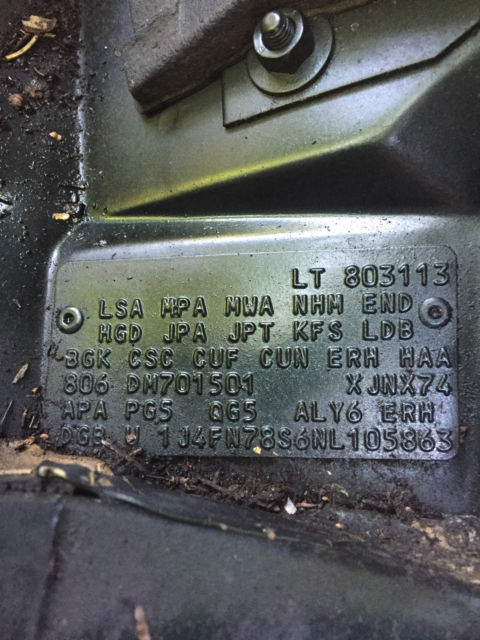 LT 803113
LSA MPA MWA NHM END
HGD JPA JPT KFS LDB
BGK CSC CUF CUN ERH HAA
806 DM701501 XJNX74
APA PG5 QG5 ALY6 ERH
DGB W 1J4FN78S6NL105863